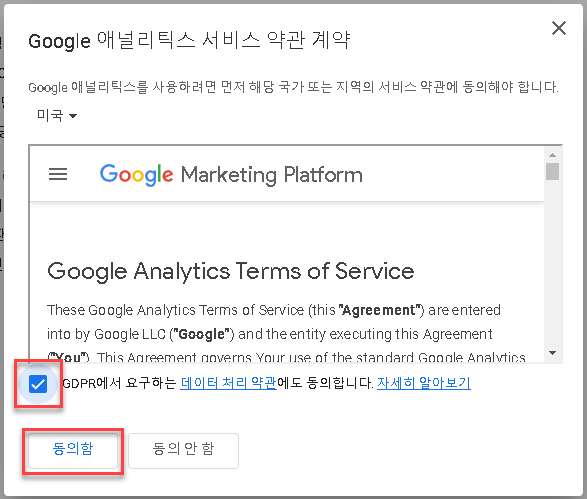 Google 애널리틱스 서비스 약관 계약
Google 애널리틱스를 사용하려면 먼저 해당 국가 또는 지역의 서비스 약관에 동의해야 합니다.
미국
Google Marketing Platform
Google Analytics Terms of Service
These Google Analytics Terms of Service (this "Agreement") are entered
into by Google LLC ("Google") and the entity executing this Agreement
("You"). This Agreement governs Your use of the standard Google Analytics
GDPR에서 요구하는 데이터 처리 약관에도 동의합니다. 자세히 알아보기
동의함
동의 안 함